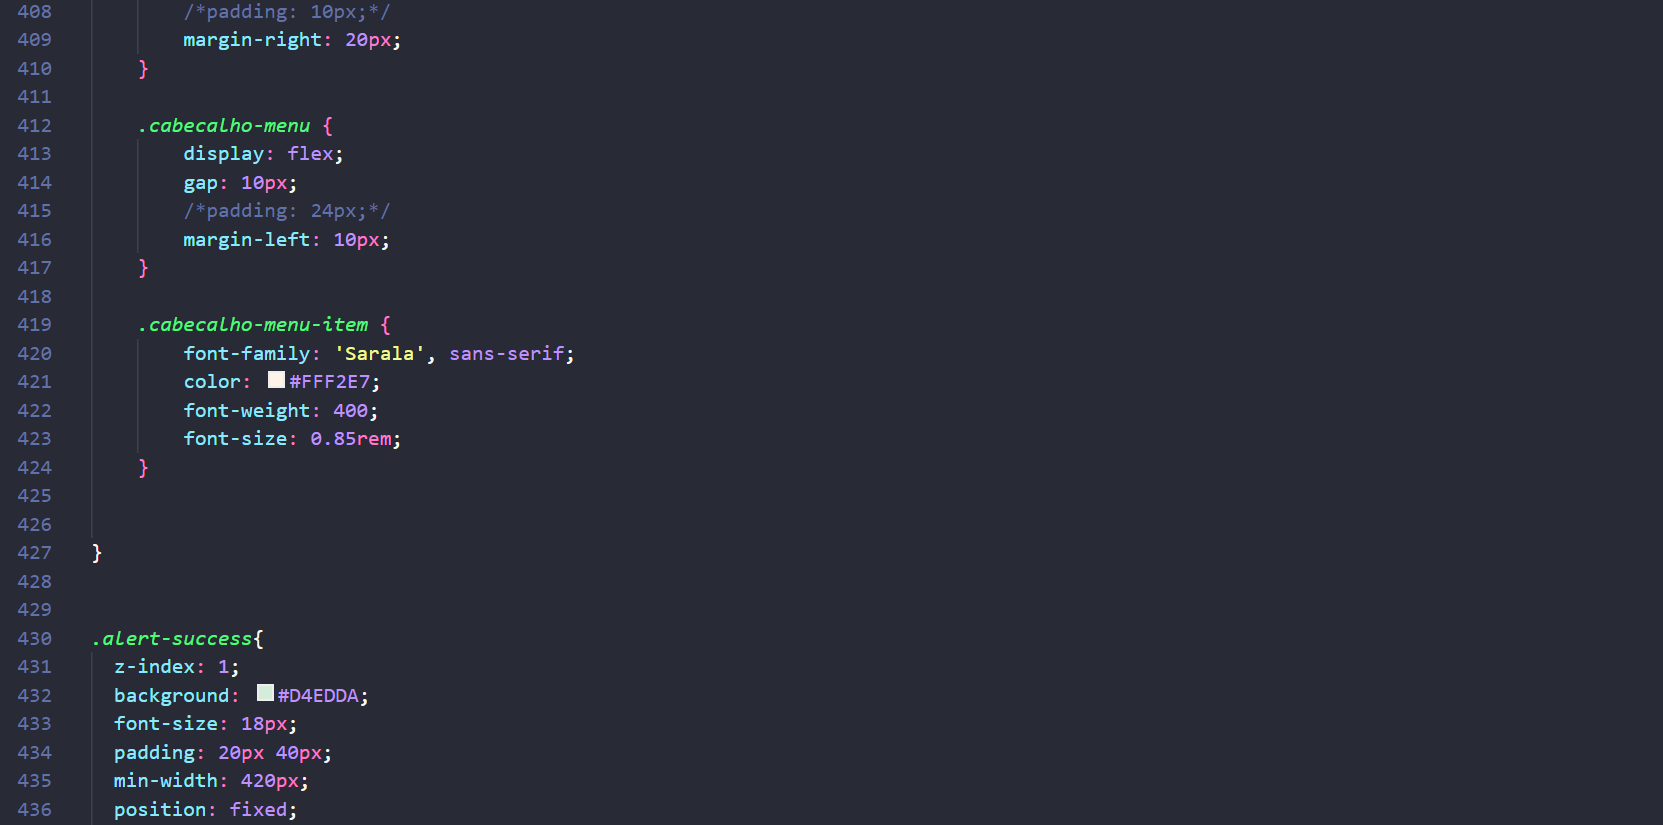 408 /*padding: 10px;*/
409 margin-right: 20px;
410 }
411
412 .cabecalho-menu {
413 display: flex;
414 gap: 10px;
415 /*padding: 24px;*/
416 margin-left: 10px;
417 }
418
419 .cabecalho-menu-item {
420 font-family: 'Sarala', sans-serif;
421 color: #FFF2E7;
422 font-weight: 400;
423 font-size: 0.85rem;
424 }
425
426
427 }
428
429
430 .alert-success{
431 z-index: 1;
432 background: #D4EDDA;
433 font-size: 18px;
434 padding: 20px 40px;
435 min-width: 420px;
436 position: fixed;